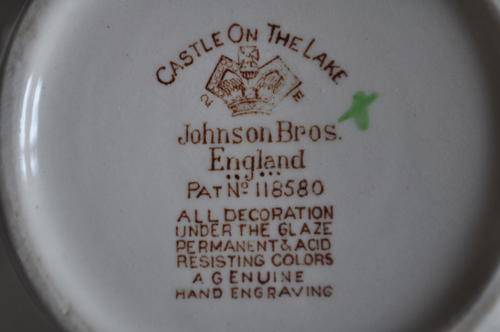 CASTLE ON THE LAKE
2 E
Johnson Bros.
England
PAT Nº 118580
ALL DECORATION
UNDER THE GLAZE
PERMANENT & ACID
RESISTING COLORS
A GENUINE
HAND ENGRAVING